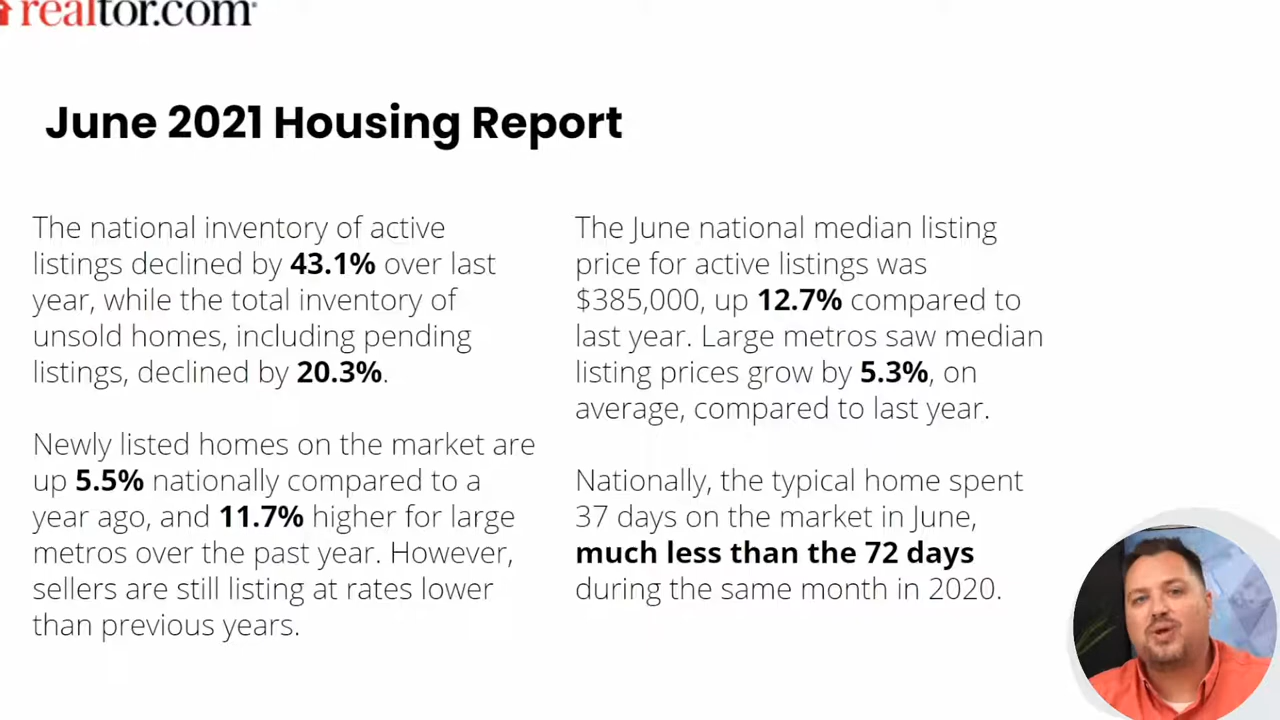 realtor.com
June 2021 Housing Report
The national inventory of active
listings declined by 43.1% over last
year, while the total inventory of
unsold homes, including pending
listings, declined by 20.3%.
Newly listed homes on the market are
up 5.5% nationally compared to a
year ago, and 11.7% higher for large
metros over the past year. However,
sellers are still listing at rates lower
than previous years.
The June national median listing
price for active listings was
$385,000, up 12.7% compared to
last year. Large metros saw median
listing prices grow by 5.3%, on
average, compared to last year.
Nationally, the typical home spent
37 days on the market in June,
much less than the 72 days
during the same month in 2020.